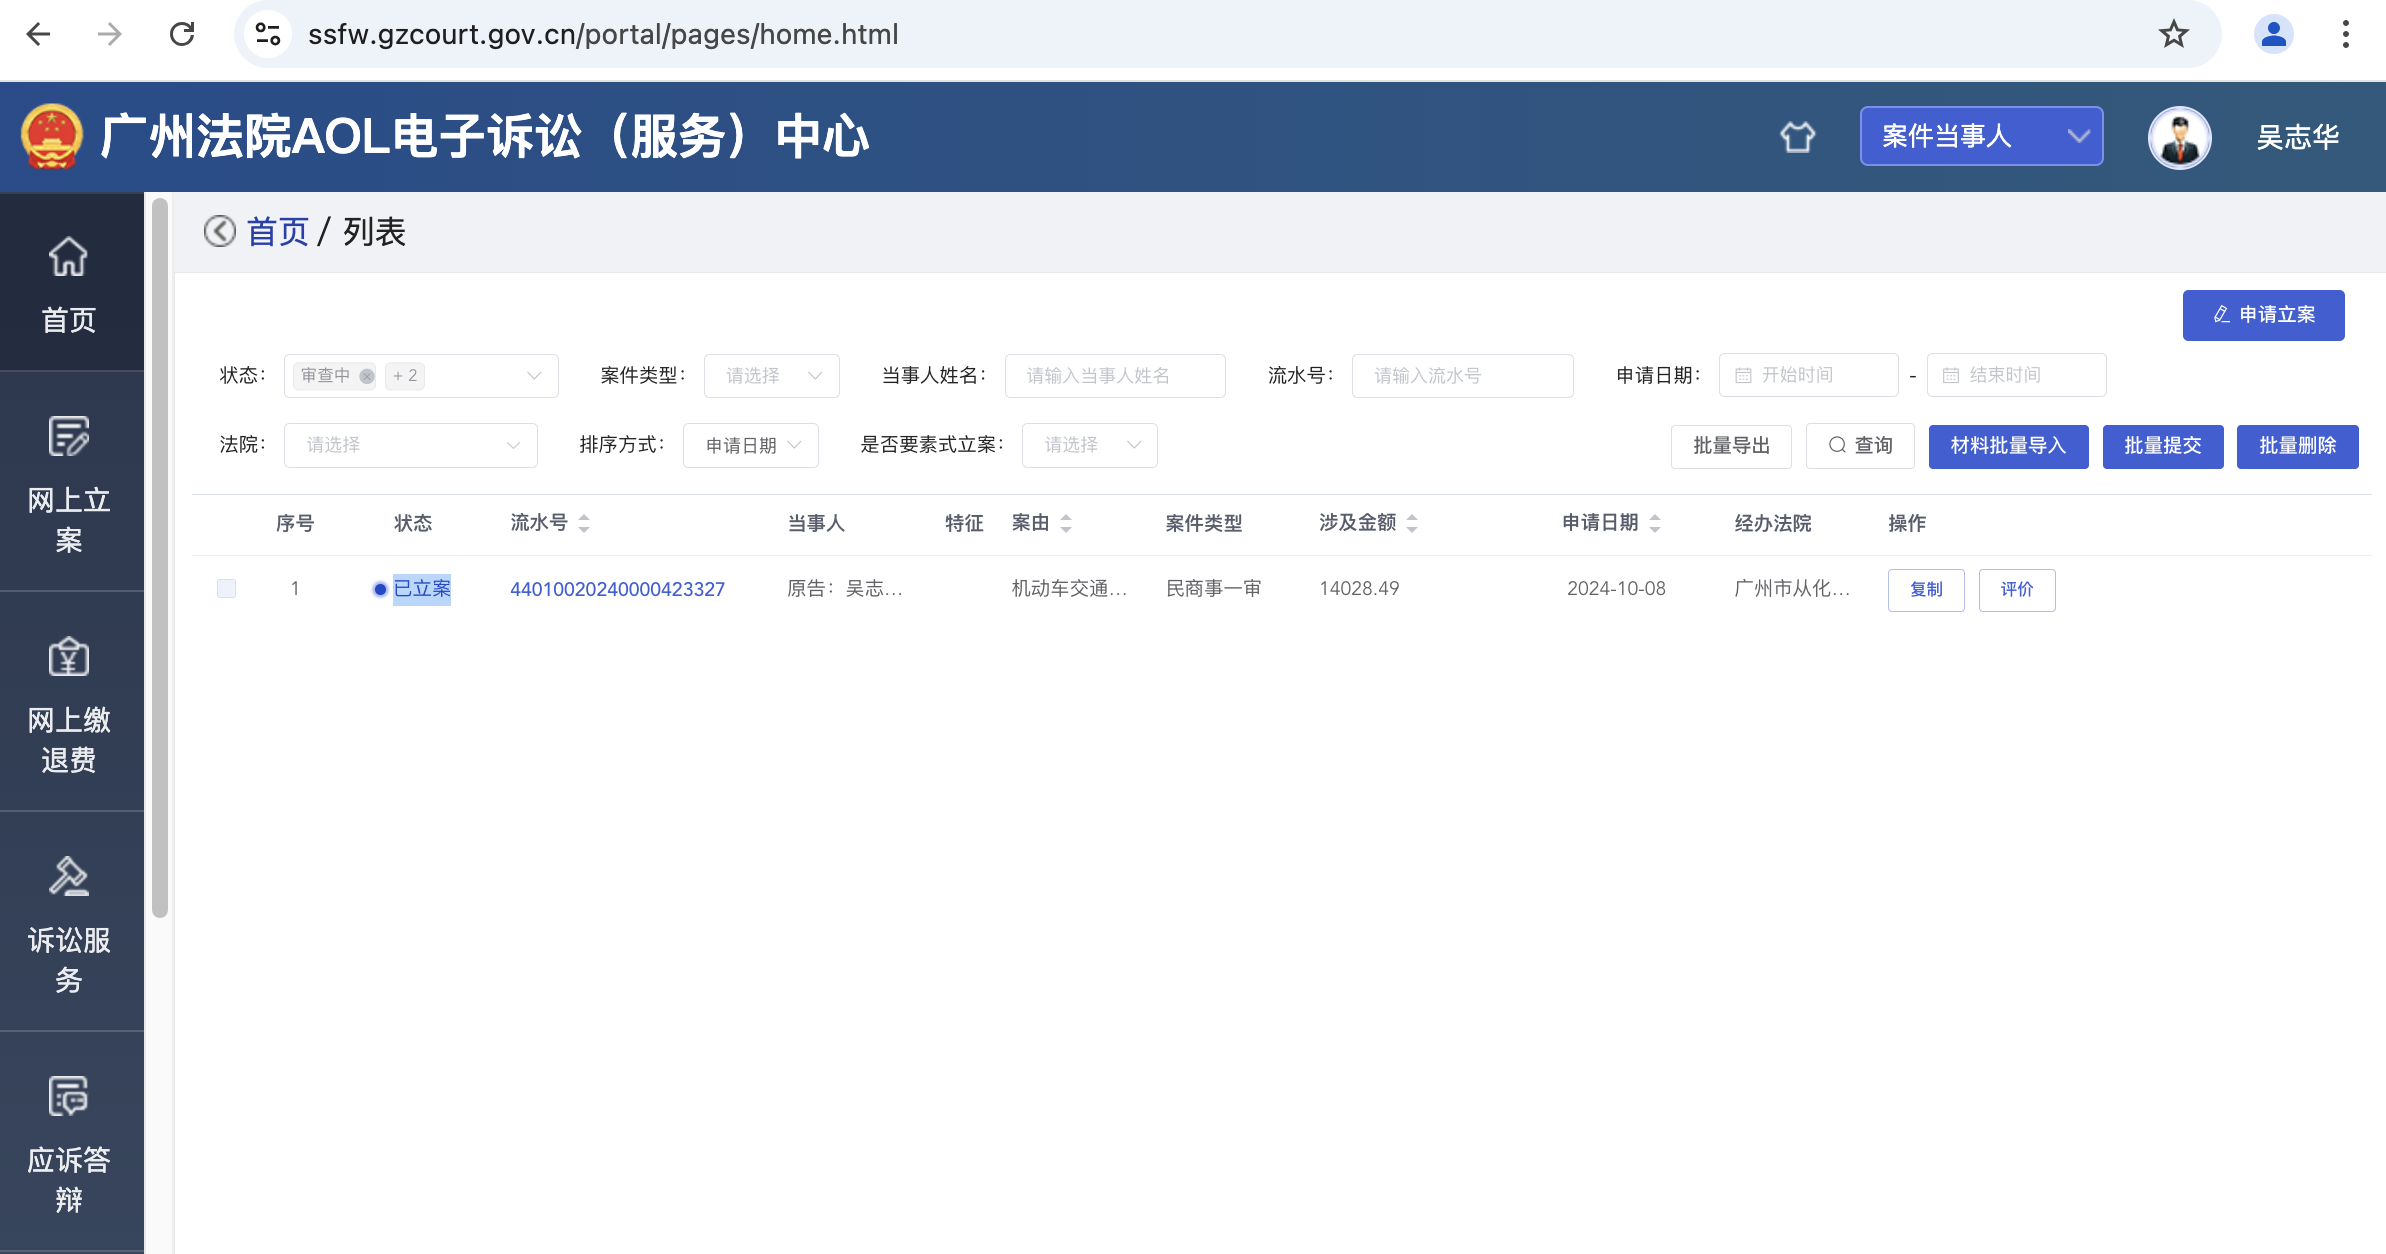 ssfw.gzcourt.gov.cn/portal/pages/home.html
广州法院AOL电子诉讼（服务）中心
案件当事人
吴志华
首页
网上立
案
网上缴
退费
诉讼服
务
应诉答
辩
首页 / 列表
申请立案
状态： 审查中 + 2 案件类型： 请选择 当事人姓名： 请输入当事人姓名 流水号： 请输入流水号 申请日期： 开始时间 - 结束时间
法院： 请选择 排序方式： 申请日期 是否要素式立案： 请选择 批量导出 查询 材料批量导入 批量提交 批量删除
序号 状态 流水号 当事人 特征 案由 案件类型 涉及金额 申请日期 经办法院 操作
1 已立案 44010020240000423327 原告：吴志... 机动车交通... 民商事一审 14028.49 2024-10-08 广州市从化... 复制 评价